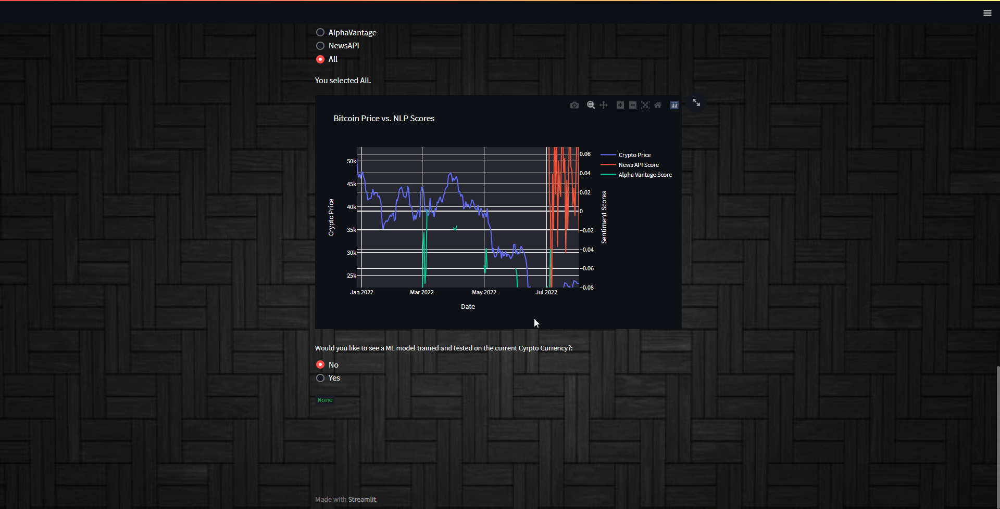 AlphaVantage
NewsAPI
All
You selected All.
Bitcoin Price vs. NLP Scores
50k
45k
40k
35k
30k
25k
Crypto Price
Jan 2022
Mar 2022
May 2022
Jul 2022
Date
0.06
0.04
0.02
0
−0.02
−0.04
−0.06
−0.08
Sentiment Scores
Crypto Price
News API Score
Alpha Vantage Score
Would you like to see a ML model trained and tested on the current Cyrpto Currency?:
No
Yes
None
Made with Streamlit